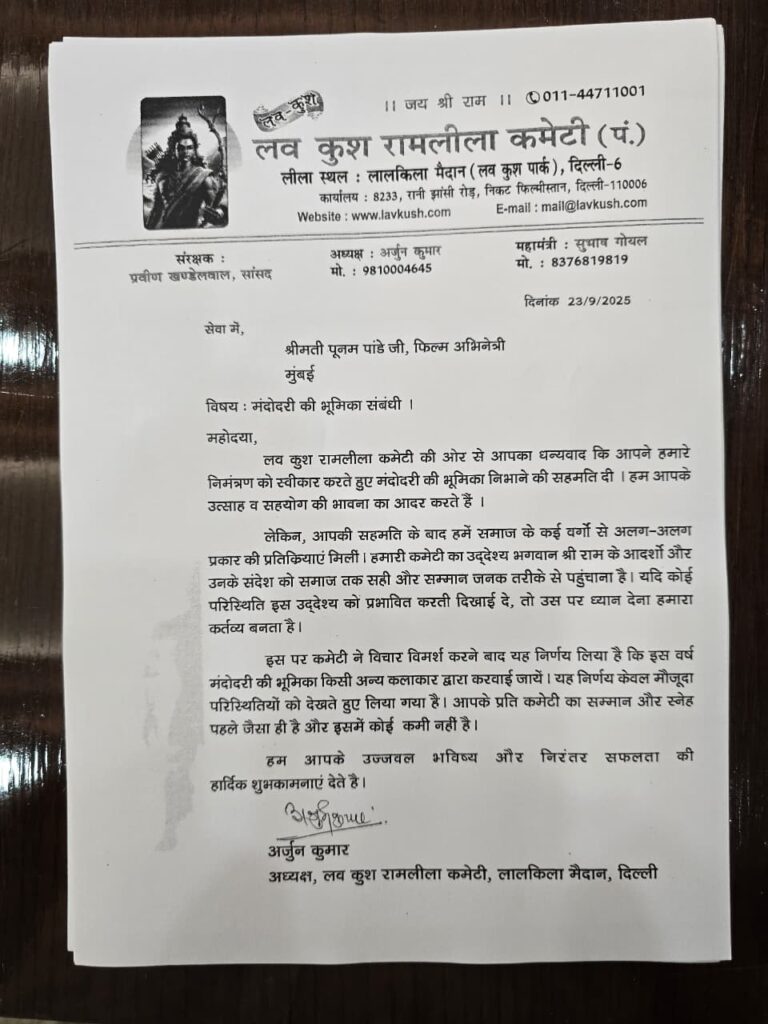 लव-कुश
।। जय श्री राम ।। 011-44711001
लव कुश रामलीला कमेटी (पं.)
लीला स्थल : लालकिला मैदान (लव कुश पार्क), दिल्ली-6
कार्यालय : 8233, रानी झांसी रोड़, निकट फिल्मीस्तान, दिल्ली-110006
Website : www.lavkush.com E-mail : mail@lavkush.com
संरक्षक : अध्यक्ष : अर्जुन कुमार महामंत्री : सुभाष गोयल
प्रवीण खण्डेलवाल, सांसद मो. : 9810004645 मो. : 8376819819
दिनांक 23/9/2025
सेवा में,
श्रीमती पूनम पांडे जी, फिल्म अभिनेत्री
मुंबई
विषय : मंदोदरी की भूमिका संबंधी ।
महोदया,
लव कुश रामलीला कमेटी की ओर से आपका धन्यवाद कि आपने हमारे
निमंत्रण को स्वीकार करते हुए मंदोदरी की भूमिका निभाने की सहमति दी । हम आपके
उत्साह व सहयोग की भावना का आदर करते हैं ।
लेकिन, आपकी सहमति के बाद हमें समाज के कई वर्गो से अलग-अलग
प्रकार की प्रतिक्रियाएं मिली। हमारी कमेटी का उद्देश्य भगवान श्री राम के आदर्शो और
उनके संदेश को समाज तक सही और सम्मान जनक तरीके से पहुंचाना है। यदि कोई
परिस्थिति इस उद्देश्य को प्रभावित करती दिखाई दे, तो उस पर ध्यान देना हमारा
कर्तव्य बनता है।
इस पर कमेटी ने विचार विमर्श करने बाद यह निर्णय लिया है कि इस वर्ष
मंदोदरी की भूमिका किसी अन्य कलाकार द्वारा करवाई जायें। यह निर्णय केवल मौजूदा
परिस्थितियों को देखते हुए लिया गया है। आपके प्रति कमेटी का सम्मान और स्नेह
पहले जैसा ही है और इसमें कोई कमी नहीं है।
हम आपके उज्जवल भविष्य और निरंतर सफलता की
हार्दिक शुभकामनाएं देते है।
अर्जुन कुमार
अध्यक्ष, लव कुश रामलीला कमेटी, लालकिला मैदान, दिल्ली